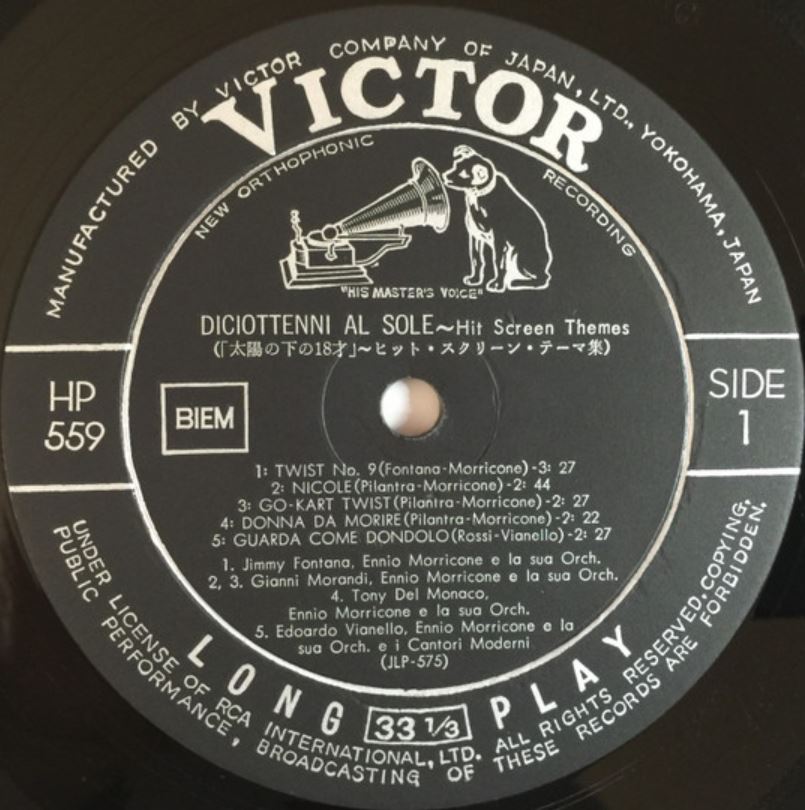 MANUFACTURED BY VICTOR COMPANY OF JAPAN, LTD., YOKOHAMA, JAPAN
VICTOR
NEW ORTHOPHONIC RECORDING
"HIS MASTER'S VOICE"
DICIOTTENNI AL SOLE～Hit Screen Themes
(「太陽の下の18才」～ヒット・スクリーン・テーマ集)
HP
559
BIEM
SIDE
1
1: TWIST No. 9(Fontana-Morricone)-3: 27
2: NICOLE(Pilantra-Morricone)-2: 44
3: GO-KART TWIST(Pilantra-Morricone)-2: 27
4: DONNA DA MORIRE(Pilantra-Morricone)-2: 22
5: GUARDA COME DONDOLO(Rossi-Vianello)-2: 27
1. Jimmy Fontana, Ennio Morricone e la sua Orch.
2, 3. Gianni Morandi, Ennio Morricone e la sua Orch.
4. Tony Del Monaco,
Ennio Morricone e la sua Orch.
5. Edoardo Vianello, Ennio Morricone e la
sua Orch. e i Cantori Moderni
(JLP-575)
LONG 33 1/3 PLAY
UNDER LICENSE OF RCA INTERNATIONAL, LTD. ALL RIGHTS RESERVED. COPYING,
PUBLIC PERFORMANCE, BROADCASTING OF THESE RECORDS ARE FORBIDDEN.